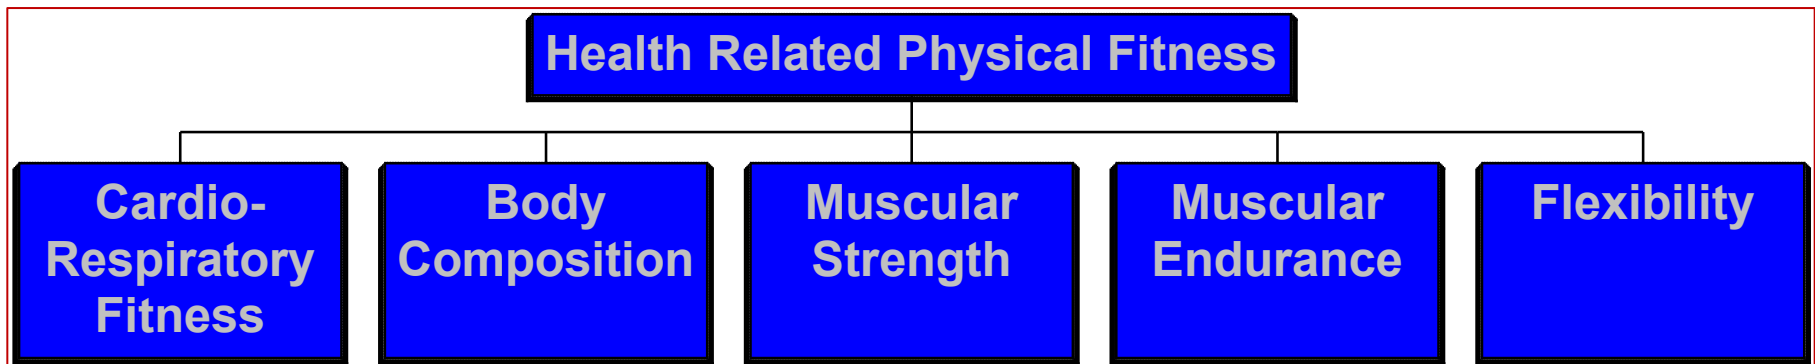 Health Related Physical Fitness
Cardio-
Respiratory
Fitness
Body
Composition
Muscular
Strength
Muscular
Endurance
Flexibility